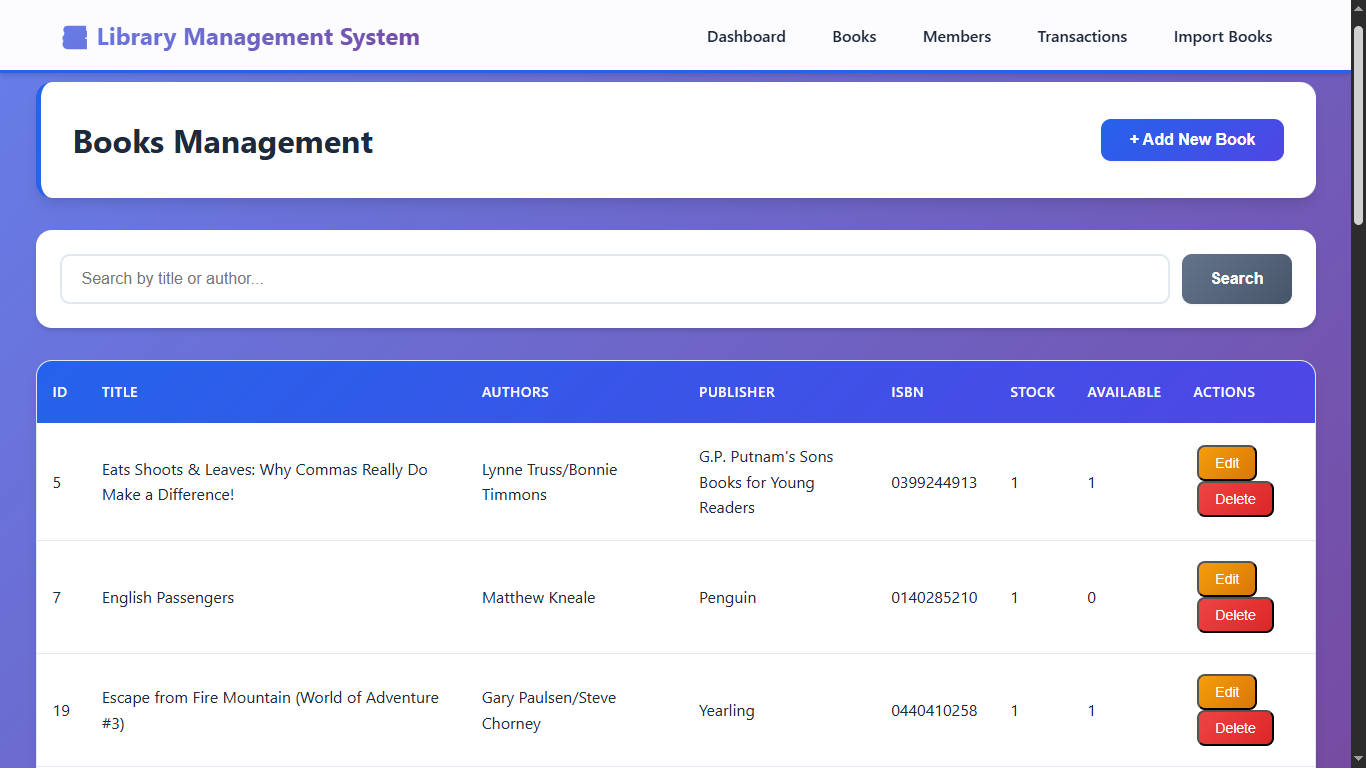 Library Management System
Dashboard
Books
Members
Transactions
Import Books
Books Management
+ Add New Book
Search by title or author...
Search
ID TITLE AUTHORS PUBLISHER ISBN STOCK AVAILABLE ACTIONS
5
Eats Shoots & Leaves: Why Commas Really Do
Make a Difference!
Lynne Truss/Bonnie
Timmons
G.P. Putnam's Sons
Books for Young
Readers
0399244913
1
1
Edit
Delete
7
English Passengers
Matthew Kneale
Penguin
0140285210
1
0
Edit
Delete
19
Escape from Fire Mountain (World of Adventure
#3)
Gary Paulsen/Steve
Chorney
Yearling
0440410258
1
1
Edit
Delete